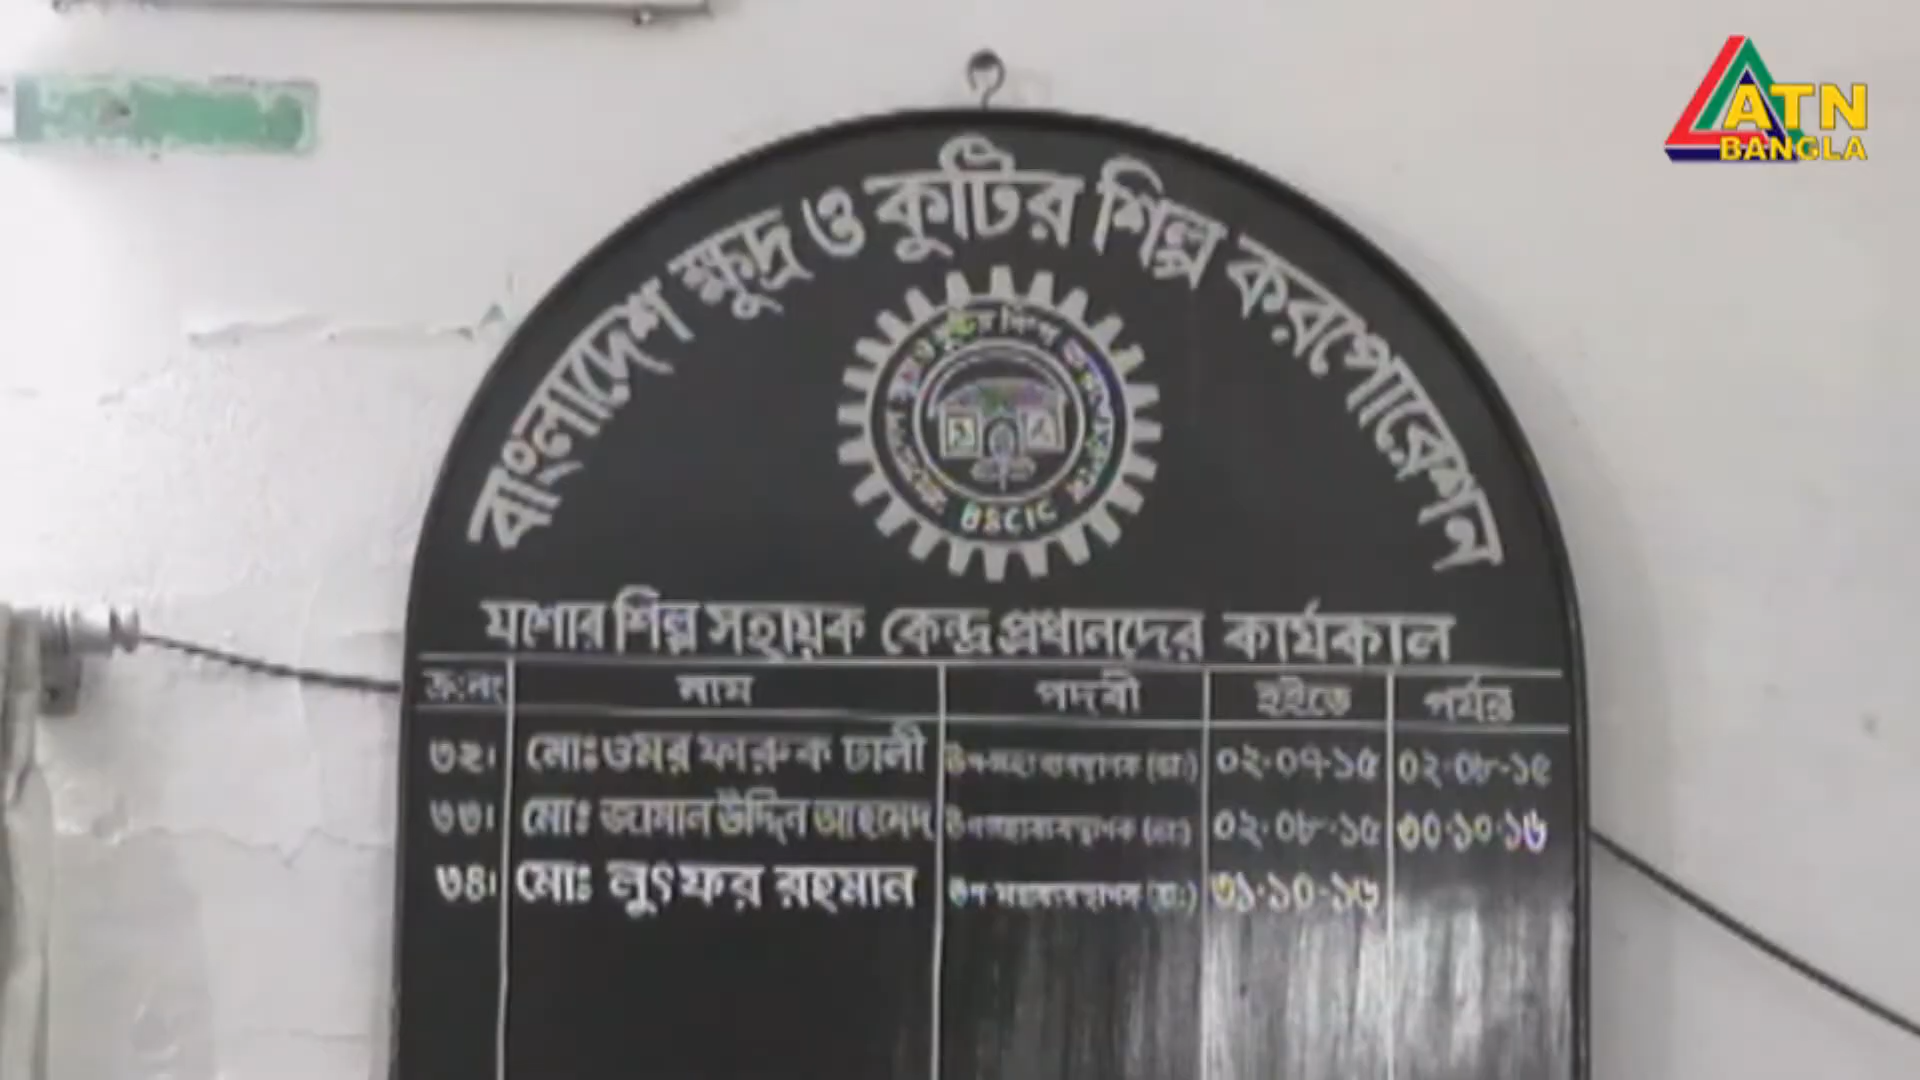 ATN
BANGLA
বাংলাদেশ ক্ষুদ্র ও কুটির শিল্প করপোরেশন
BSCIC
যশোর শিল্প সহায়ক কেন্দ্র প্রধানদের কার্যকাল
ক্র:নং নাম পদবী হইতে পর্যন্ত
৩২। মোঃ ওমর ফারুক ঢালী ০২·০৭·১৫ ০২·০৮·১৫
৩৩। মোঃ জামাল উদ্দিন আহমেদ ০২·০৮·১৫ ৩০·১০·১৬
৩৪। মোঃ লুৎফর রহমান ৩১·১০·১৬